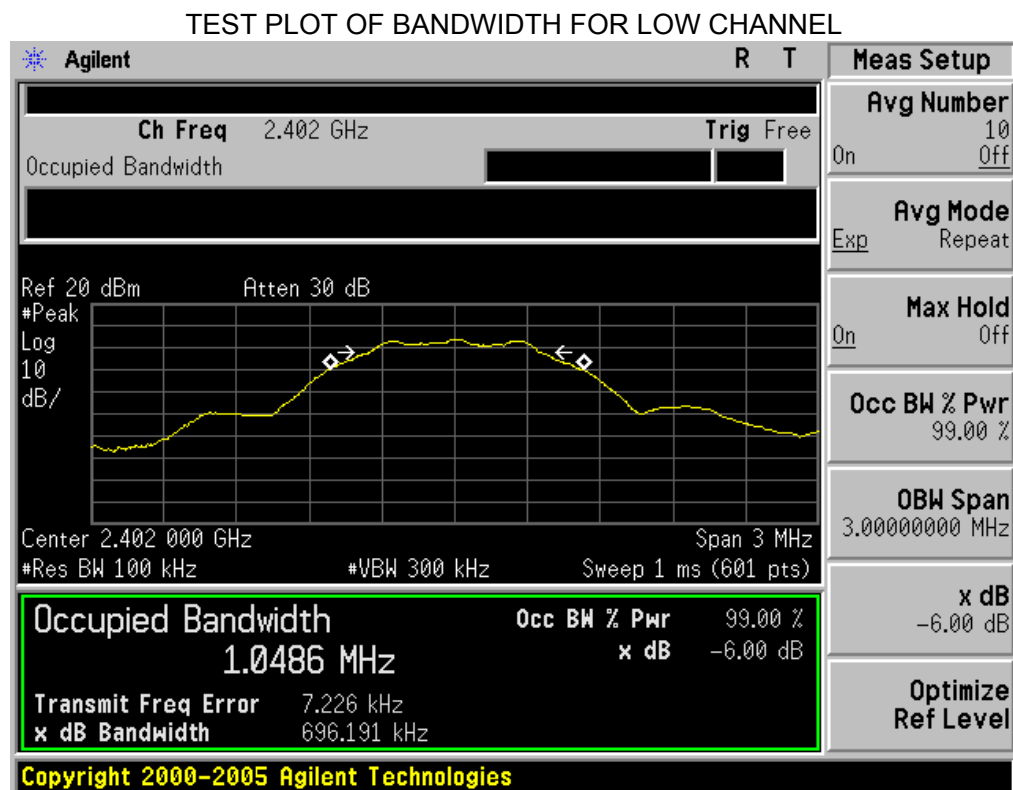 TEST PLOT OF BANDWIDTH FOR LOW CHANNEL
Agilent R T
Ch Freq 2.402 GHz Trig Free
Occupied Bandwidth
Ref 20 dBm Atten 30 dB
#Peak
Log
10
dB/
Center 2.402 000 GHz Span 3 MHz
#Res BW 100 kHz #VBW 300 kHz Sweep 1 ms (601 pts)
Occupied Bandwidth Occ BW % Pwr 99.00 %
1.0486 MHz x dB -6.00 dB
Transmit Freq Error 7.226 kHz
x dB Bandwidth 696.191 kHz
Copyright 2000-2005 Agilent Technologies
Meas Setup
Avg Number
10
On Off
Avg Mode
Exp Repeat
Max Hold
On Off
Occ BW % Pwr
99.00 %
OBW Span
3.00000000 MHz
x dB
-6.00 dB
Optimize
Ref Level